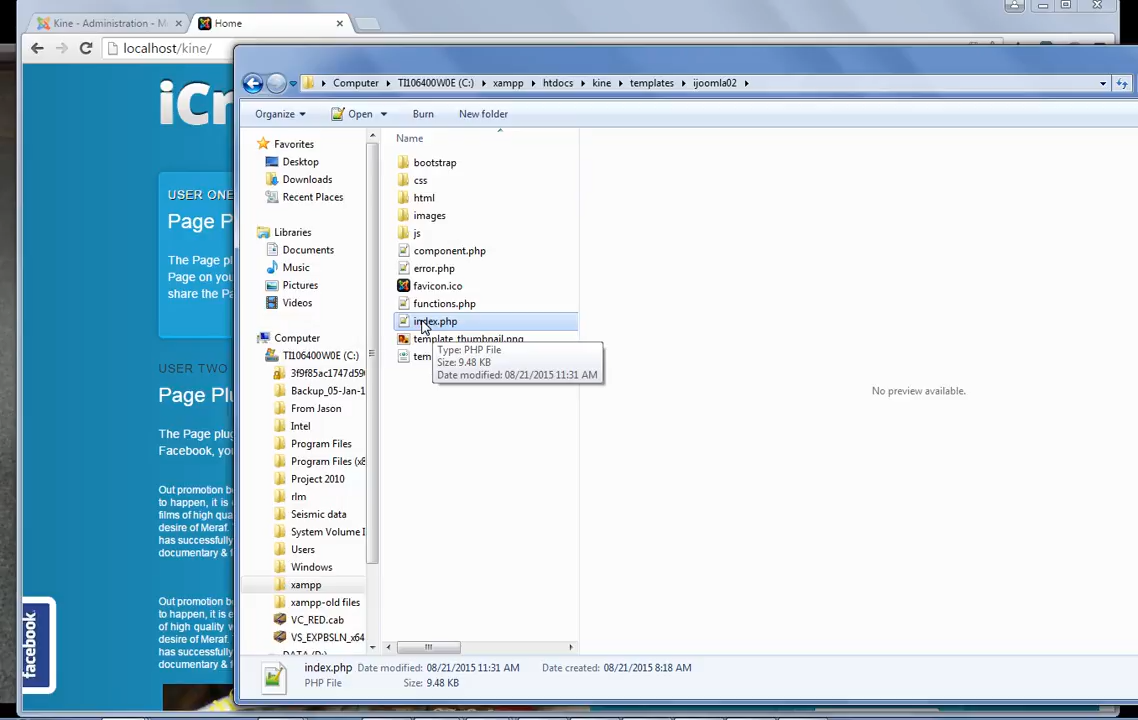 Kine - Administration - M
Home
localhost/kine/
Computer
TI106400W0E (C:)
xampp
htdocs
kine
templates
ijoomla02
Organize
Open
Burn
New folder
Name
Favorites
Desktop
Downloads
Recent Places
Libraries
Documents
Music
Pictures
Videos
Computer
TI106400W0E (C:)
3f9f85ac1747d59
Backup_05-Jan-1
From Jason
Intel
Program Files
Program Files (x8
Project 2010
rlm
Seismic data
System Volume I
Users
Windows
xampp
xampp-old files
VC_RED.cab
VS_EXPBSLN_x64
DATA (D:)
bootstrap
css
html
images
js
component.php
error.php
favicon.ico
functions.php
index.php
template_thumbnail.png
tem
Type: PHP File
Size: 9.48 KB
Date modified: 08/21/2015 11:31 AM
No preview available.
index.php Date modified: 08/21/2015 11:31 AM Date created: 08/21/2015 8:18 AM
PHP File Size: 9.48 KB
iCr
USER ONE
Page P
The Page pl
Page on you
share the Pa
USER TWO
Page Plu
The Page plug
Facebook, you
Out promotion b
to happen, it is
films of high qua
desire of Meraf.
has successfully
documentary & f
Out promotion b
to happen, it is
of high quality
desire of Meraf.
has successfully
documentary & f
facebook